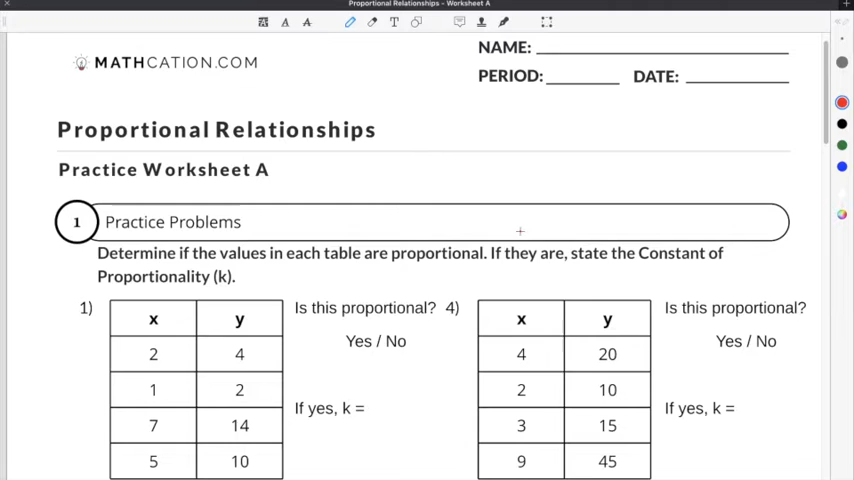 Proportional Relationships - Worksheet A
A A A T
MATHCATION.COM
NAME:
PERIOD: DATE:
Proportional Relationships
Practice Worksheet A
1 Practice Problems
Determine if the values in each table are proportional. If they are, state the Constant of
Proportionality (k).
1)
x y
2 4
1 2
7 14
5 10
Is this proportional?
Yes / No
If yes, k =
4)
x y
4 20
2 10
3 15
9 45
Is this proportional?
Yes / No
If yes, k =